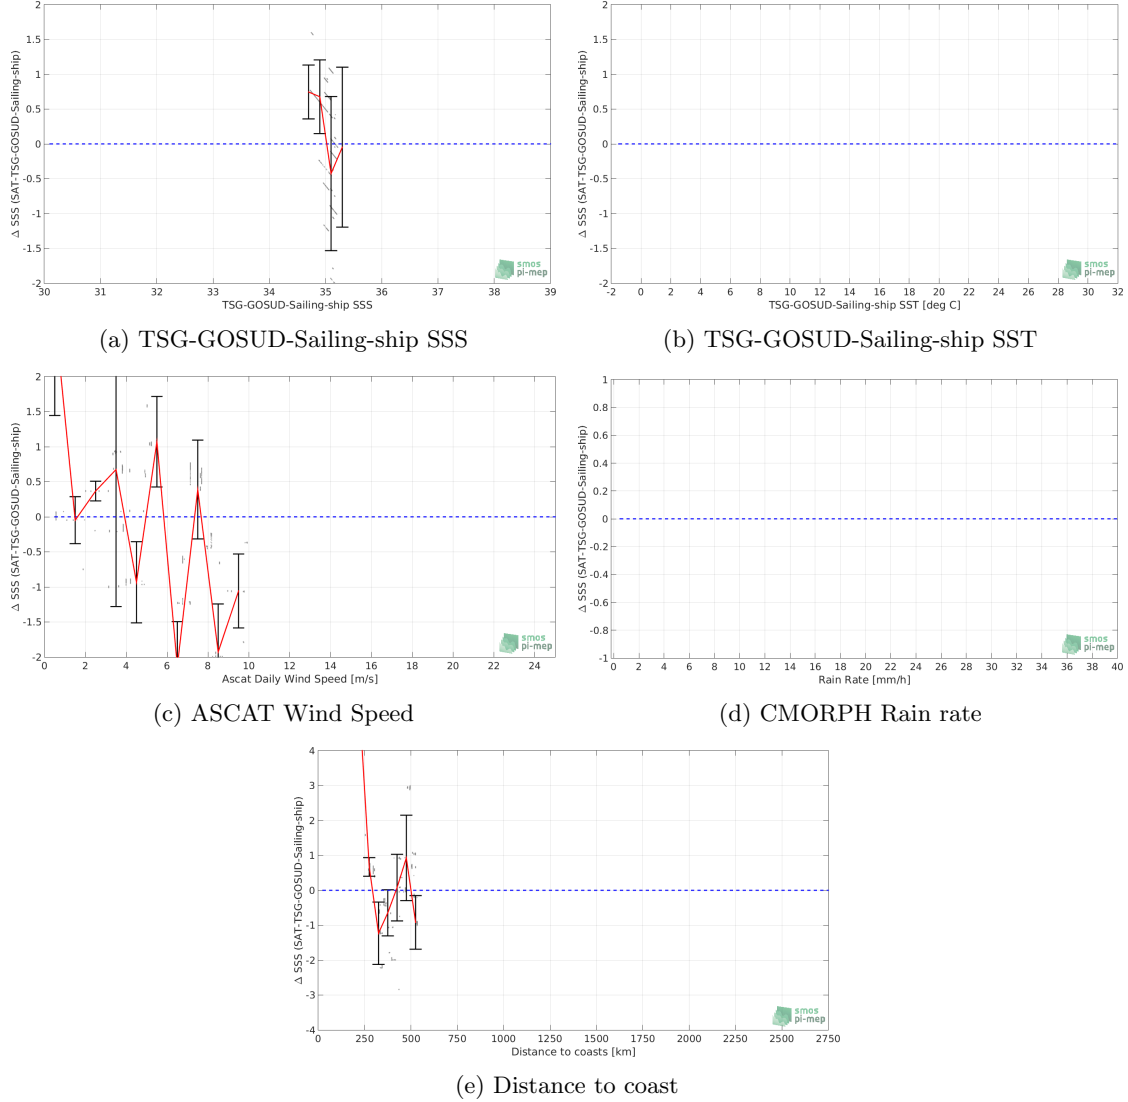 2
1.5
1
0.5
0
-0.5
-1
-1.5
-2
Δ SSS (SAT-TSG-GOSUD-Sailing-ship)
30 31 32 33 34 35 36 37 38 39
TSG-GOSUD-Sailing-ship SSS
smos
pi-mep
(a) TSG-GOSUD-Sailing-ship SSS
2
1.5
1
0.5
0
-0.5
-1
-1.5
-2
Δ SSS (SAT-TSG-GOSUD-Sailing-ship)
-2 0 2 4 6 8 10 12 14 16 18 20 22 24 26 28 30 32
TSG-GOSUD-Sailing-ship SST [deg C]
smos
pi-mep
(b) TSG-GOSUD-Sailing-ship SST
2
1.5
1
0.5
0
-0.5
-1
-1.5
-2
Δ SSS (SAT-TSG-GOSUD-Sailing-ship)
0 2 4 6 8 10 12 14 16 18 20 22 24
Ascat Daily Wind Speed [m/s]
smos
pi-mep
(c) ASCAT Wind Speed
1
0.8
0.6
0.4
0.2
0
-0.2
-0.4
-0.6
-0.8
-1
Δ SSS (SAT-TSG-GOSUD-Sailing-ship)
0 2 4 6 8 10 12 14 16 18 20 22 24 26 28 30 32 34 36 38 40
Rain Rate [mm/h]
smos
pi-mep
(d) CMORPH Rain rate
4
3
2
1
0
-1
-2
-3
-4
Δ SSS (SAT-TSG-GOSUD-Sailing-ship)
0 250 500 750 1000 1250 1500 1750 2000 2250 2500 2750
Distance to coasts [km]
smos
pi-mep
(e) Distance to coast